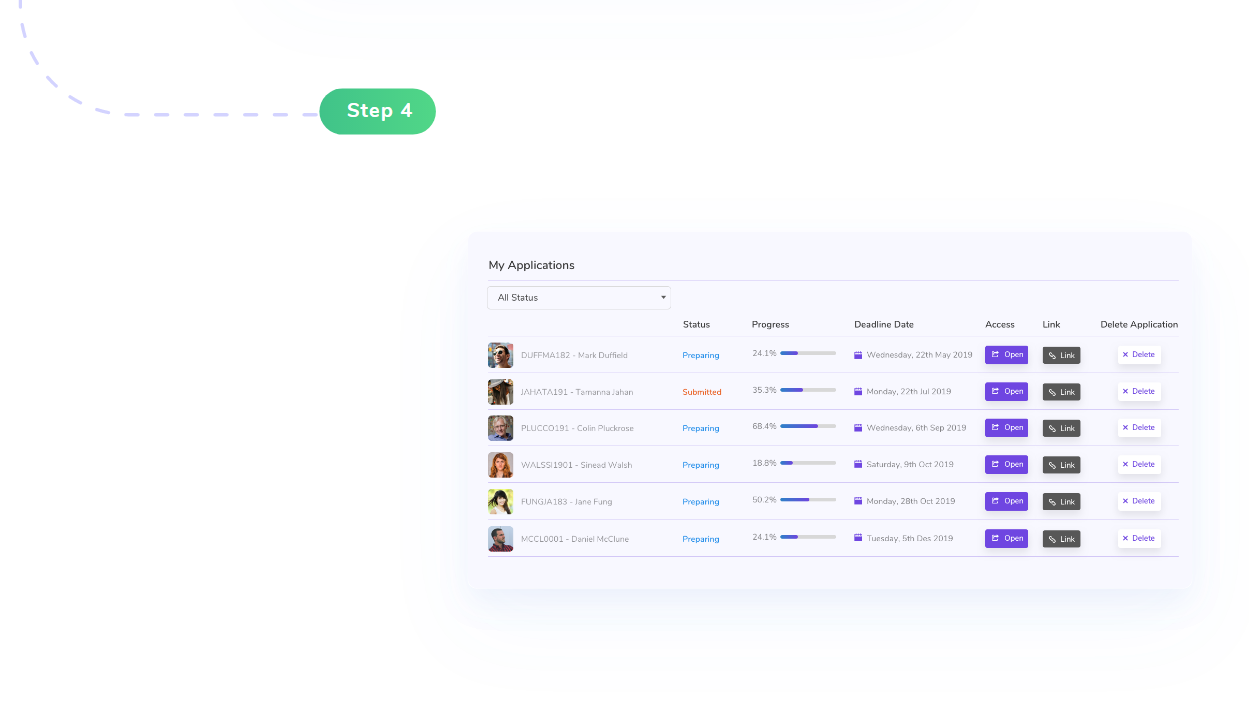 Step 4
My Applications
All Status
Status Progress Deadline Date Access Link Delete Application
DUFFMA182 - Mark Duffield Preparing 24.1% Wednesday, 22th May 2019 Open Link Delete
JAHATA191 - Tamanna Jahan Submitted 35.3% Monday, 22th Jul 2019 Open Link Delete
PLUCCO191 - Colin Pluckrose Preparing 68.4% Wednesday, 6th Sep 2019 Open Link Delete
WALSSI1901 - Sinead Walsh Preparing 18.8% Saturday, 9th Oct 2019 Open Link Delete
FUNGJA183 - Jane Fung Preparing 50.2% Monday, 28th Oct 2019 Open Link Delete
MCCL0001 - Daniel McClune Preparing 24.1% Tuesday, 5th Des 2019 Open Link Delete